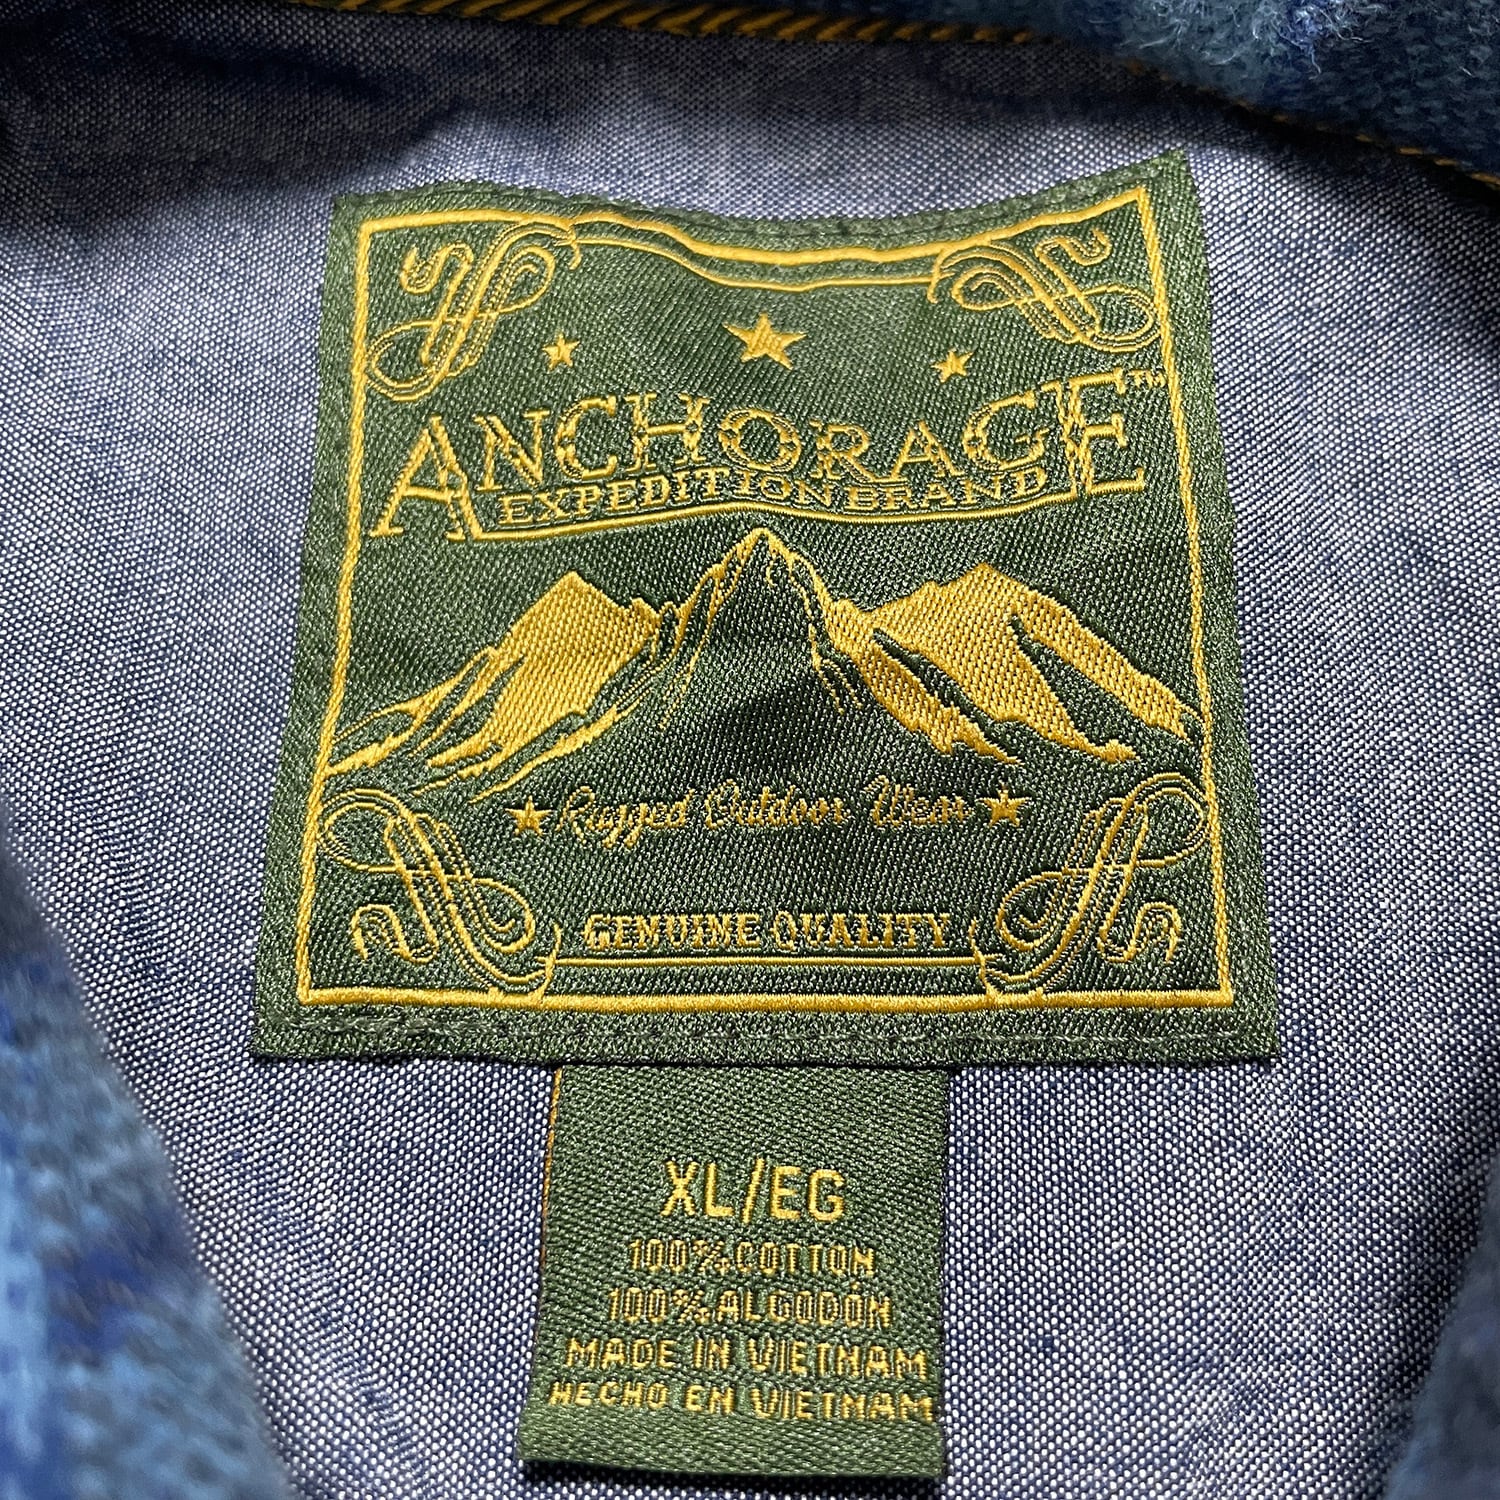 ANCHORAGE™
EXPEDITION BRAND
Rugged Outdoor Wear
GENUINE QUALITY
XL/EG
100% COTTON
100% ALGODÓN
MADE IN VIETNAM
HECHO EN VIETNAM